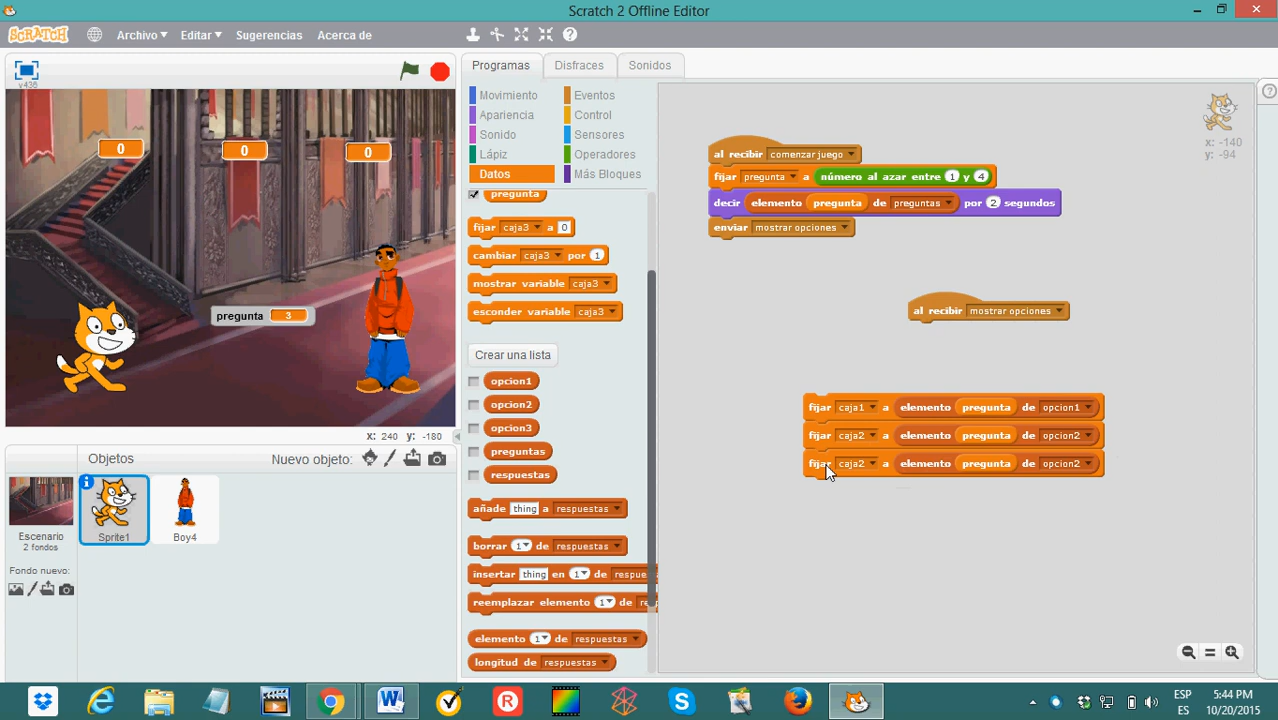 Scratch 2 Offline Editor
SCRATCH Archivo Editar Sugerencias Acerca de
v436
0 0 0
pregunta 3
x: 240 y: -180
Objetos Nuevo objeto:
Escenario
2 fondos
Fondo nuevo:
Sprite1
Boy4
Programas Disfraces Sonidos
Movimiento Eventos
Apariencia Control
Sonido Sensores
Lápiz Operadores
Datos Más Bloques
pregunta
fijar caja3 a 0
cambiar caja3 por 1
mostrar variable caja3
esconder variable caja3
Crear una lista
opcion1
opcion2
opcion3
preguntas
respuestas
añade thing a respuestas
borrar 1 de respuestas
insertar thing en 1 de respue
reemplazar elemento 1 de re
elemento 1 de respuestas
longitud de respuestas
al recibir comenzar juego
fijar pregunta a número al azar entre 1 y 4
decir elemento pregunta de preguntas por 2 segundos
enviar mostrar opciones
al recibir mostrar opciones
fijar caja1 a elemento pregunta de opcion1
fijar caja2 a elemento pregunta de opcion2
fijar caja2 a elemento pregunta de opcion2
x: -140
y: -94
ESP
ES
5:44 PM
10/20/2015